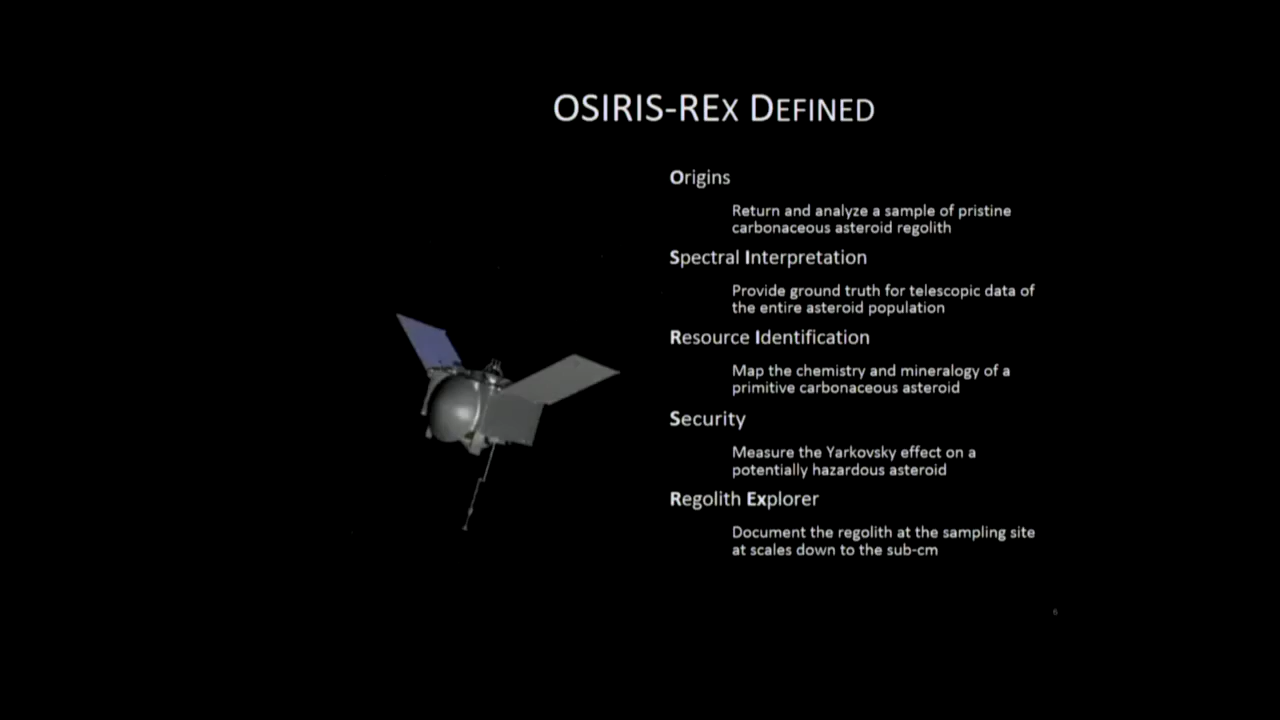 OSIRIS-REX DEFINED
Origins
Return and analyze a sample of pristine
carbonaceous asteroid regolith
Spectral Interpretation
Provide ground truth for telescopic data of
the entire asteroid population
Resource Identification
Map the chemistry and mineralogy of a
primitive carbonaceous asteroid
Security
Measure the Yarkovsky effect on a
potentially hazardous asteroid
Regolith Explorer
Document the regolith at the sampling site
at scales down to the sub-cm
6